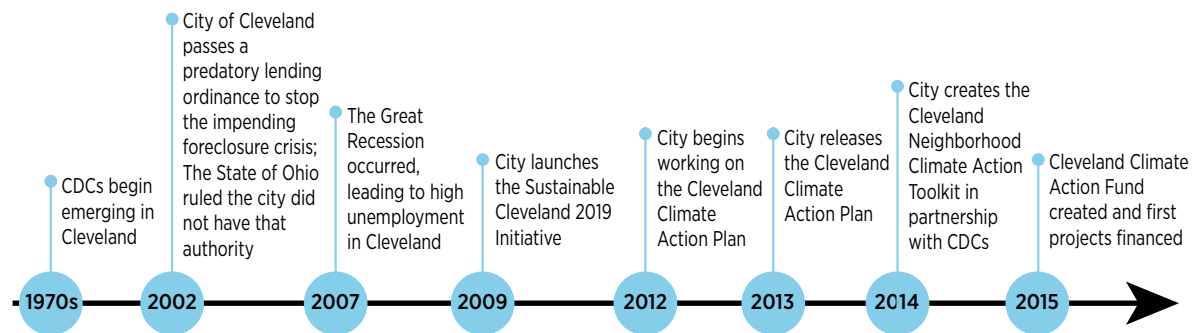 CDCs begin
emerging in
Cleveland
City of Cleveland
passes a
predatory lending
ordinance to stop
the impending
foreclosure crisis;
The State of Ohio
ruled the city did
not have that
authority
The Great
Recession
occurred,
leading to high
unemployment
in Cleveland
City launches
the Sustainable
Cleveland 2019
Initiative
City begins
working on
the Cleveland
Climate
Action Plan
City releases
the Cleveland
Climate
Action Plan
City creates the
Cleveland
Neighborhood
Climate Action
Toolkit in
partnership
with CDCs
Cleveland Climate
Action Fund
created and first
projects financed
1970s
2002
2007
2009
2012
2013
2014
2015